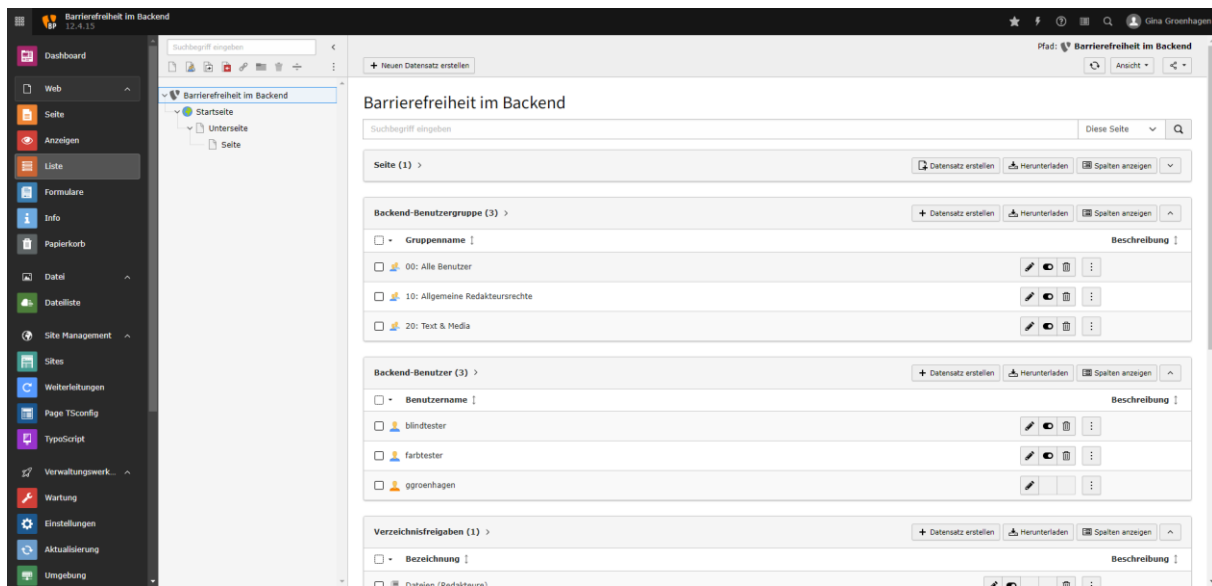 Barrierefreiheit im Backend
12.4.15
Gina Groenhagen
Dashboard
Web
Seite
Anzeigen
Liste
Formulare
Info
Papierkorb
Datei
Dateiliste
Site Management
Sites
Weiterleitungen
Page TSconfig
TypoScript
Verwaltungswerk...
Wartung
Einstellungen
Aktualisierung
Umgebung
Suchbegriff eingeben
Barrierefreiheit im Backend
Startseite
Unterseite
Seite
Pfad: Barrierefreiheit im Backend
+ Neuen Datensatz erstellen Ansicht
Barrierefreiheit im Backend
Suchbegriff eingeben Diese Seite
Seite (1) > Datensatz erstellen Herunterladen Spalten anzeigen
Backend-Benutzergruppe (3) > + Datensatz erstellen Herunterladen Spalten anzeigen
Gruppenname Beschreibung
00: Alle Benutzer
10: Allgemeine Redakteursrechte
20: Text & Media
Backend-Benutzer (3) > + Datensatz erstellen Herunterladen Spalten anzeigen
Benutzername Beschreibung
blindtester
farbtester
ggroenhagen
Verzeichnisfreigaben (1) > + Datensatz erstellen Herunterladen Spalten anzeigen
Bezeichnung Beschreibung
Dateien (Redakteure)